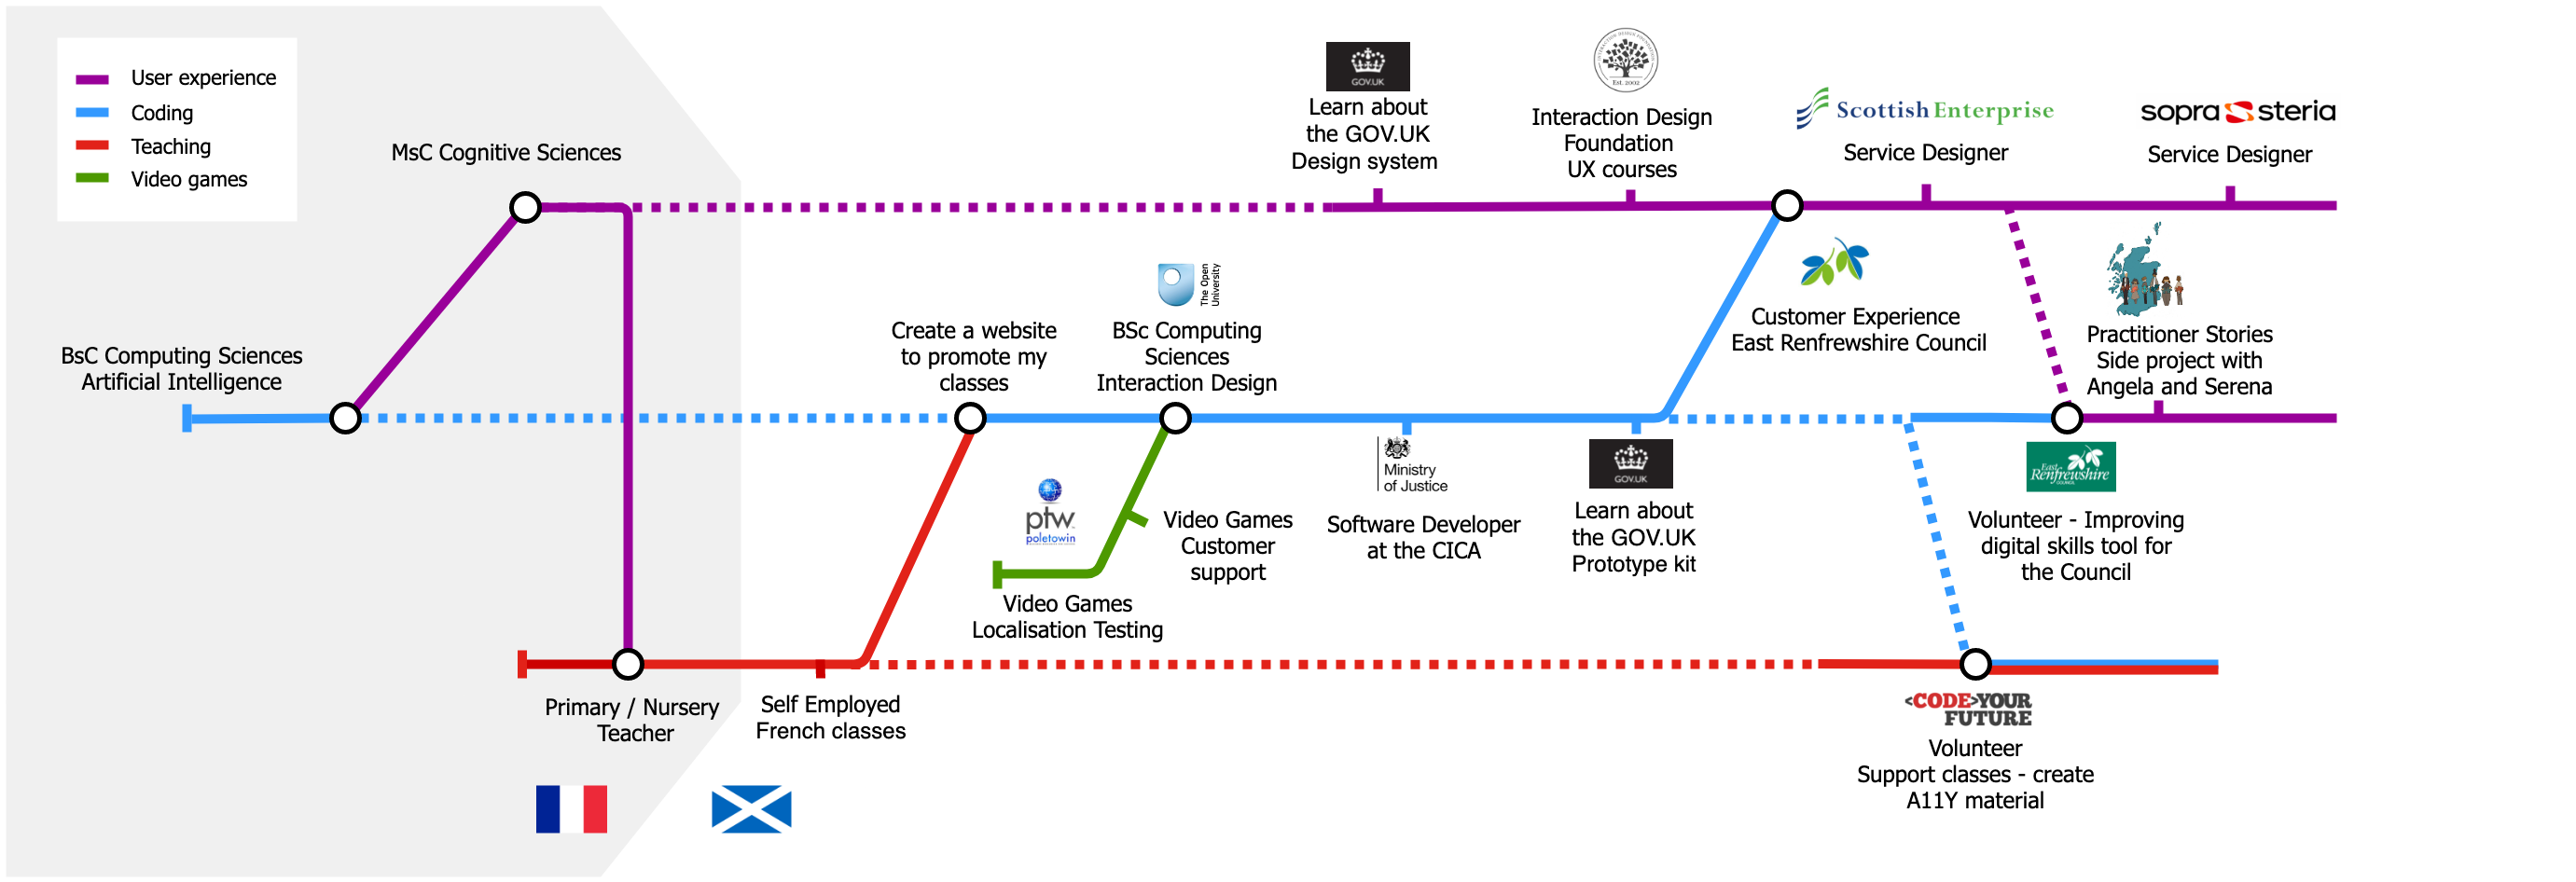 User experience
Coding
Teaching
Video games
MsC Cognitive Sciences
BsC Computing Sciences
Artificial Intelligence
Primary / Nursery
Teacher
Self Employed
French classes
Create a website
to promote my
classes
The Open
University
BSc Computing
Sciences
Interaction Design
ptw
poletowin
Video Games
Localisation Testing
Video Games
Customer
support
GOV.UK
Learn about
the GOV.UK
Design system
INTERACTION DESIGN FOUNDATION
Est. 2002
Interaction Design
Foundation
UX courses
Ministry
of Justice
Software Developer
at the CICA
GOV.UK
Learn about
the GOV.UK
Prototype kit
Scottish Enterprise
Service Designer
sopra steria
Service Designer
Customer Experience
East Renfrewshire Council
Practitioner Stories
Side project with
Angela and Serena
East
Renfrewshire
COUNCIL
Volunteer - Improving
digital skills tool for
the Council
<CODE>YOUR
FUTURE
Volunteer
Support classes - create
A11Y material